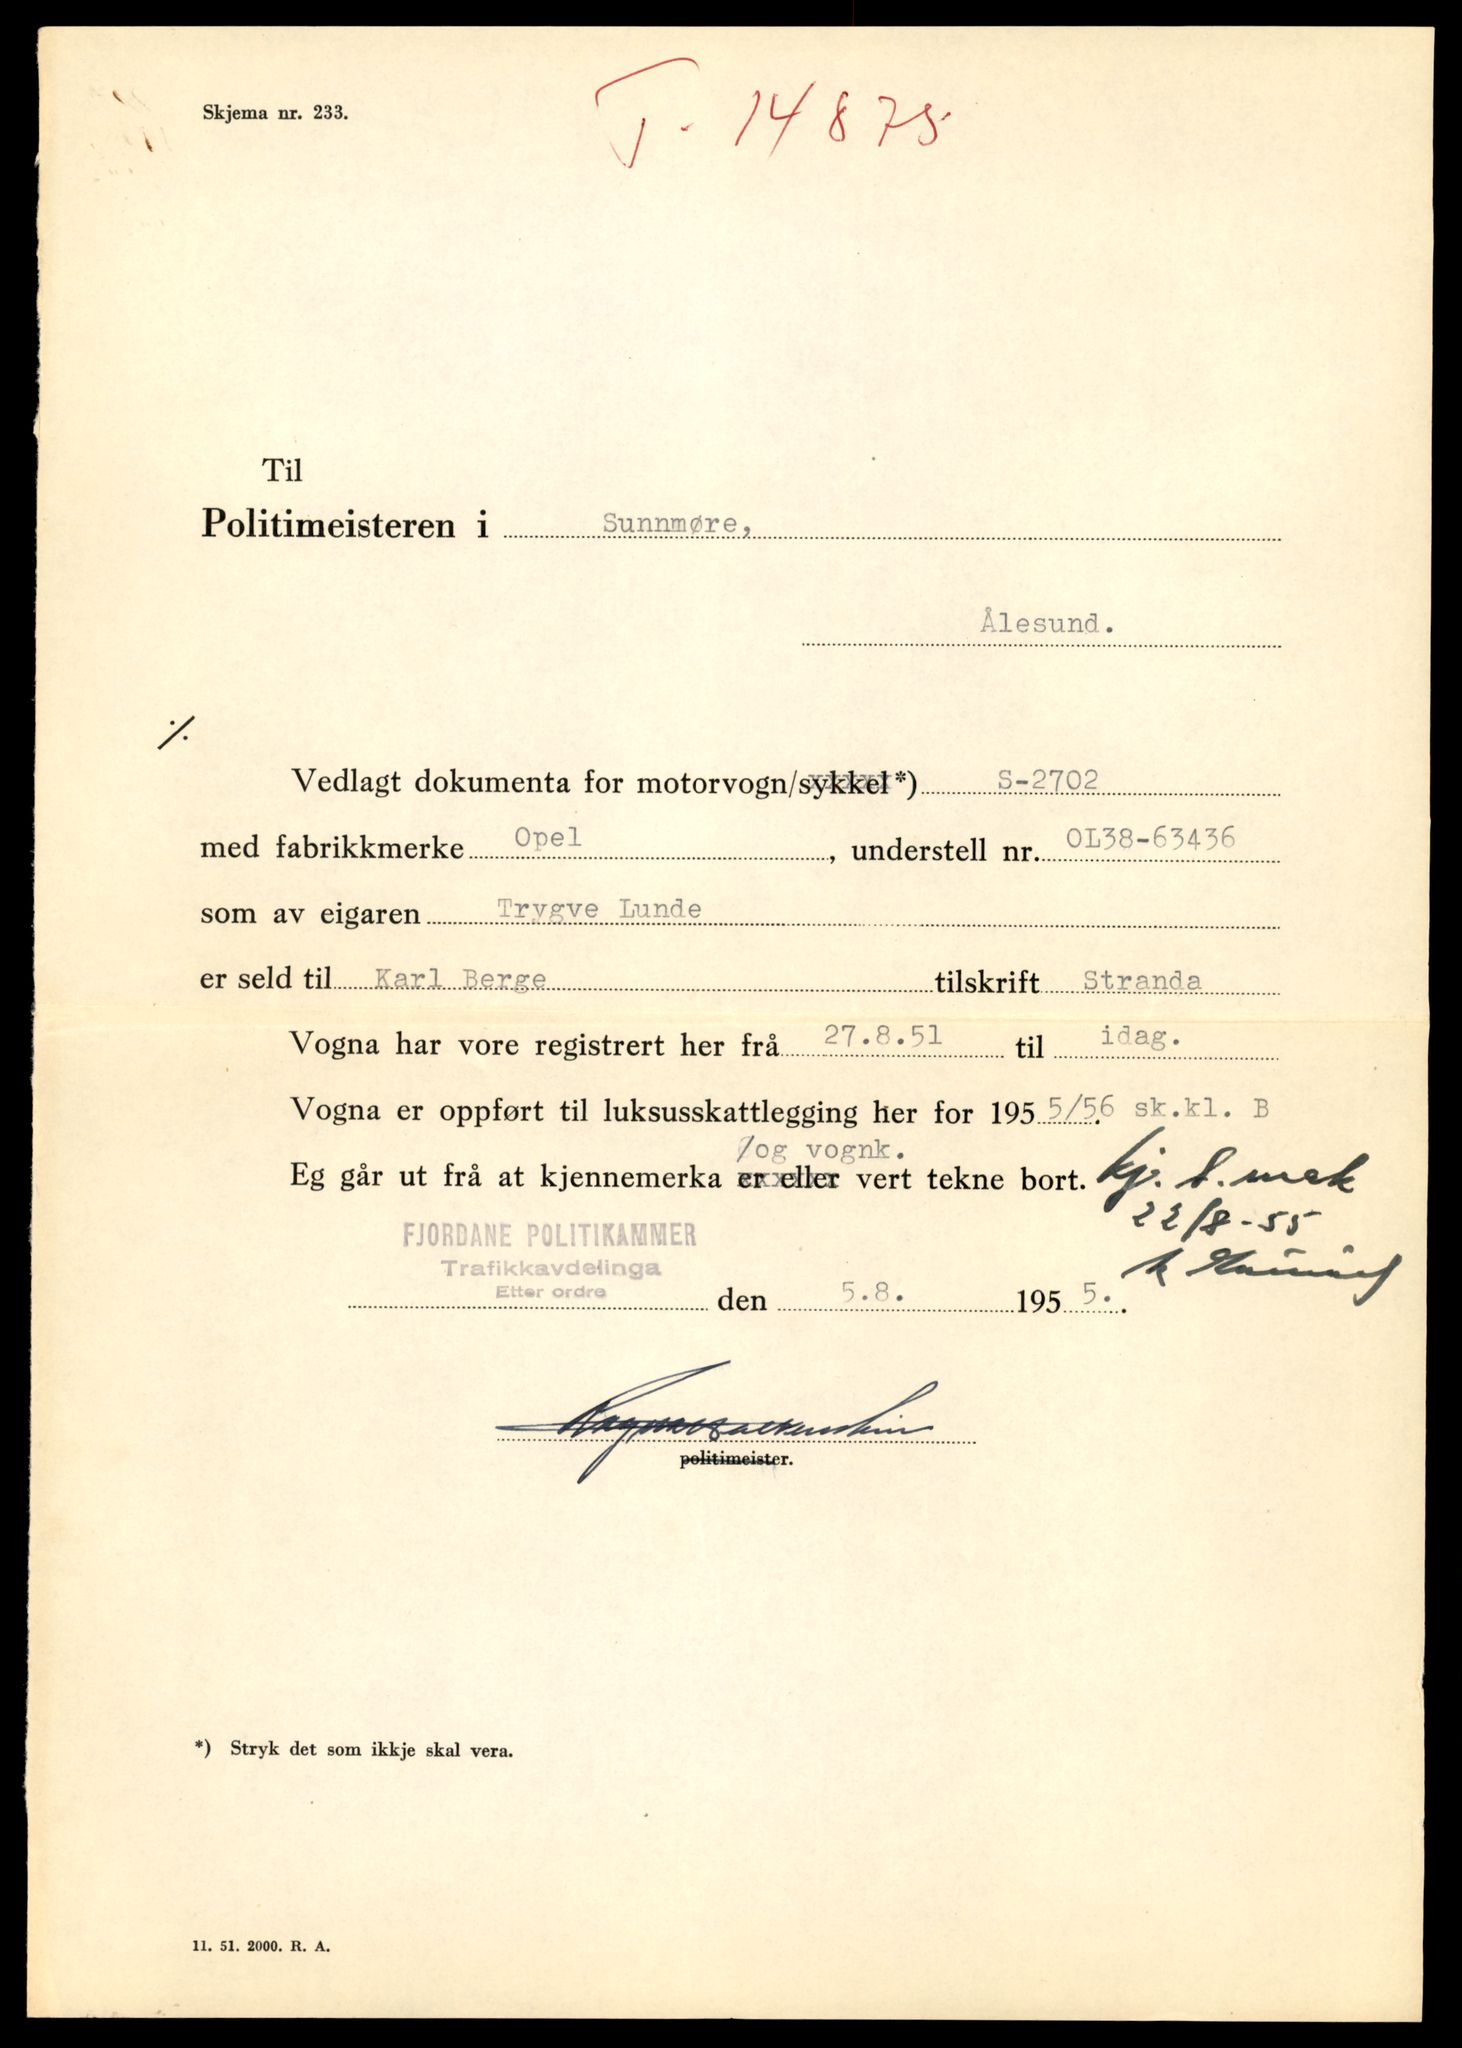 Skjema nr. 233.
T-14875
Til
Politimeisteren i Sunnmøre,
Ålesund.
./.
Vedlagt dokumenta for motorvogn/sykkel*) S-2702
med fabrikkmerke Opel, understell nr. OL38-63436
som av eigaren Trygve Lunde
er seld til Karl Berge tilskrift Stranda
Vogna har vore registrert her frå 27.8.51 til idag.
Vogna er oppført til luksusskattlegging her for 1955/56 sk.kl. B
/og vognk.
Eg går ut frå at kjennemerka er eller vert tekne bort. kj. S. mrk
22/8-55
FJORDANE POLITIKAMMER
Trafikkavdelinga
Etter ordre
den 5.8. 1955.
politimeister.
*) Stryk det som ikkje skal vera.
11. 51. 2000. R. A.